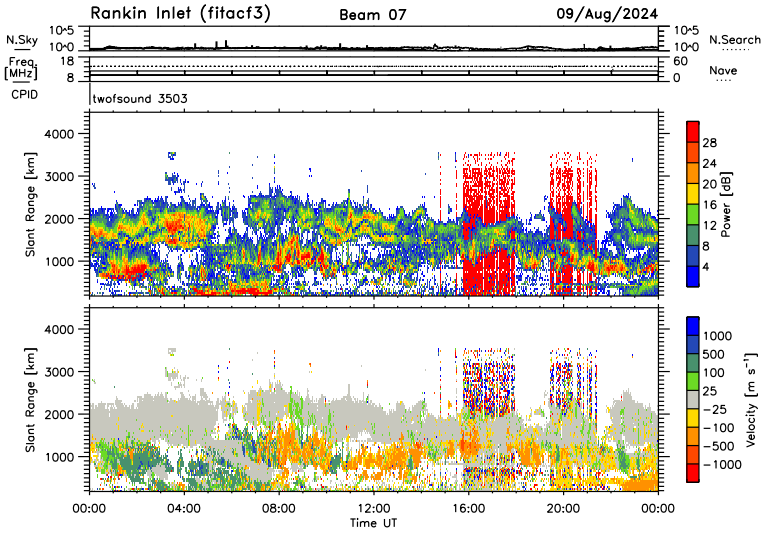 Rankin Inlet (fitacf3) Beam 07 09/Aug/2024
N.Sky 10^5 10^0 10^5 10^0 N.Search
Freq. [MHz] 18 8 60 0 Nave
CPID twofsound 3503
Slant Range [km] 4000 3000 2000 1000
Power [dB] 28 24 20 16 12 8 4
Slant Range [km] 4000 3000 2000 1000
Velocity [m s⁻¹] 1000 500 100 25 −25 −100 −500 −1000
00:00 04:00 08:00 12:00 16:00 20:00 00:00
Time UT